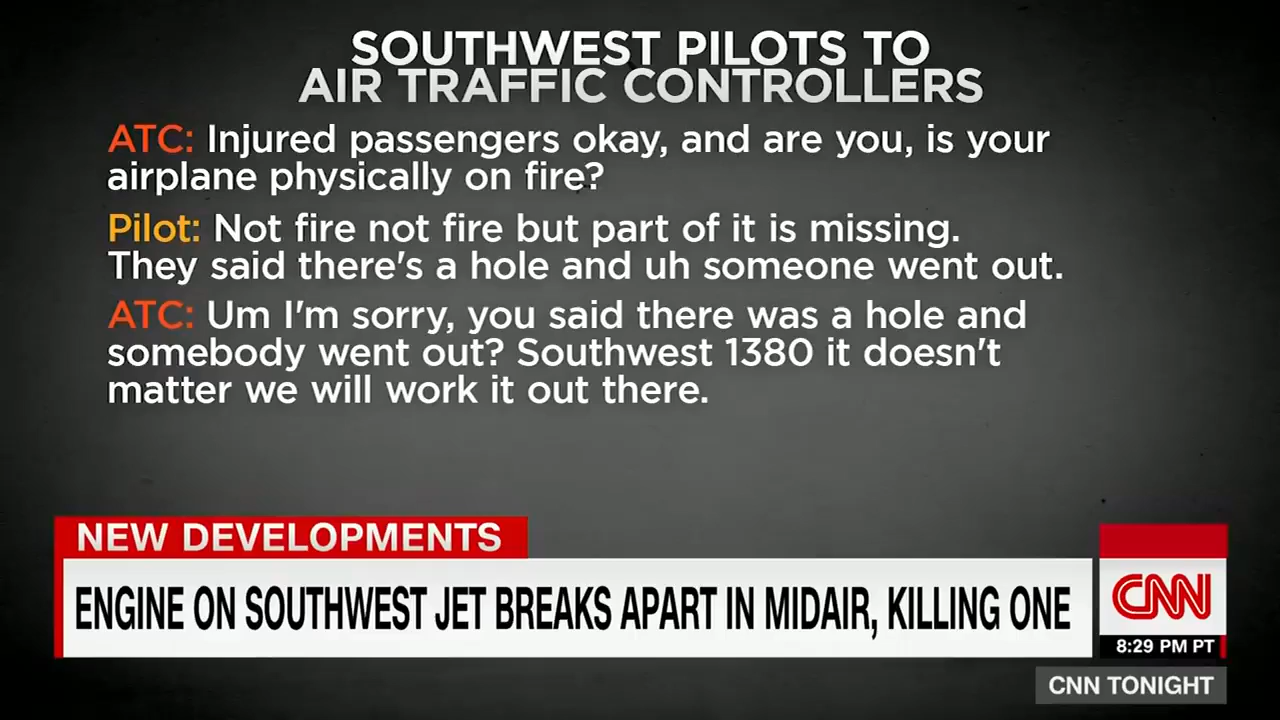 SOUTHWEST PILOTS TO
AIR TRAFFIC CONTROLLERS
ATC: Injured passengers okay, and are you, is your
airplane physically on fire?
Pilot: Not fire not fire but part of it is missing.
They said there's a hole and uh someone went out.
ATC: Um I'm sorry, you said there was a hole and
somebody went out? Southwest 1380 it doesn't
matter we will work it out there.
NEW DEVELOPMENTS
ENGINE ON SOUTHWEST JET BREAKS APART IN MIDAIR, KILLING ONE
CNN
8:29 PM PT
CNN TONIGHT